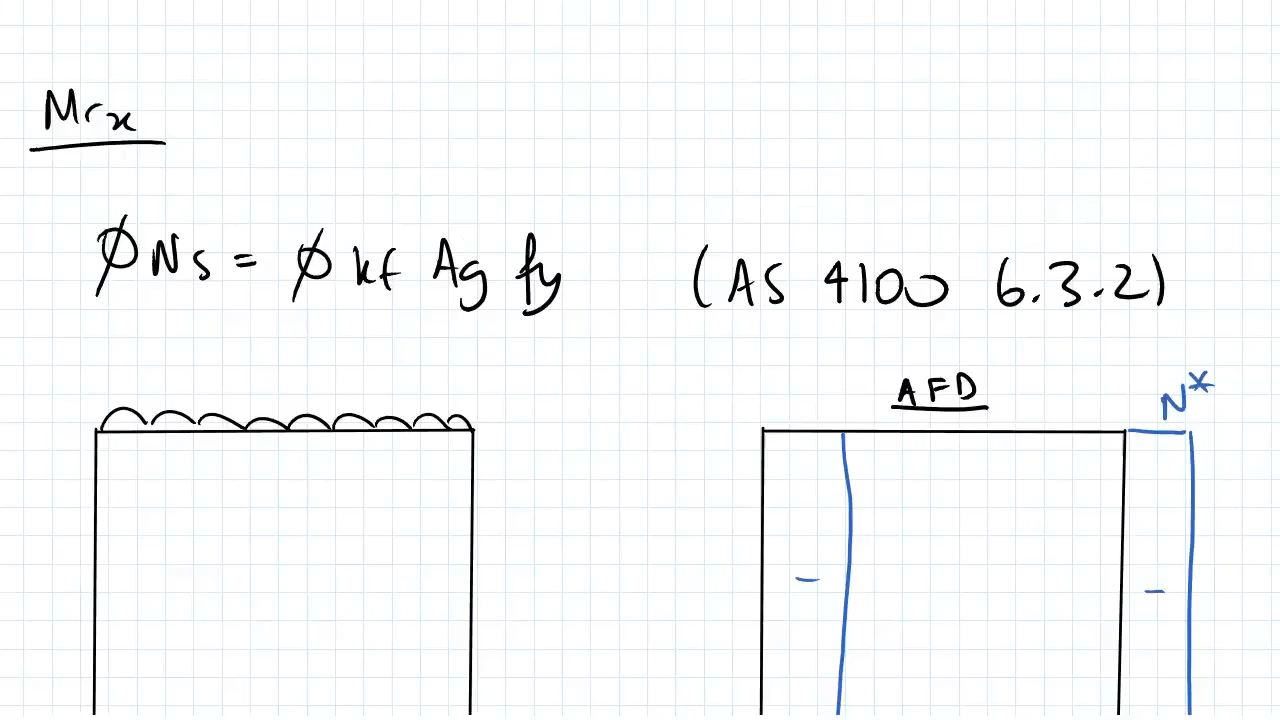 Mrx
ØNs = Ø kf Ag fy (AS 4100 6.3.2)
AFD
N*
-
-